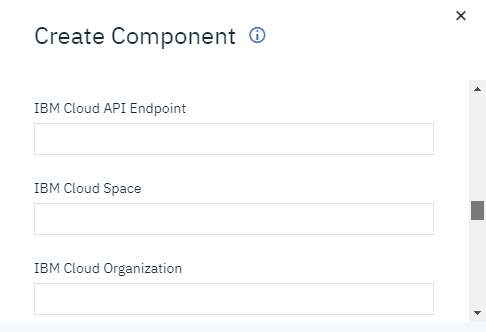 Create Component
IBM Cloud API Endpoint
IBM Cloud Space
IBM Cloud Organization